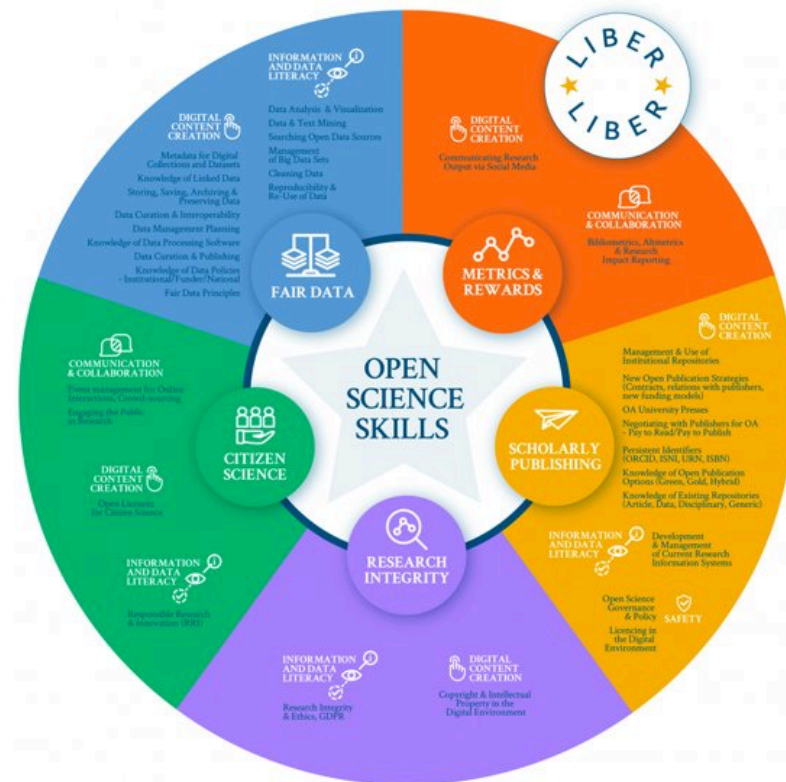 LIBER
LIBER
INFORMATION
AND DATA
LITERACY
Data Analysis & Visualization
Data & Text Mining
Searching Open Data Sources
Management
of Big Data Sets
Cleaning Data
Reproducibility &
Re-Use of Data
DIGITAL
CONTENT
CREATION
Metadata for Digital
Collections and Datasets
Knowledge of Linked Data
Storing, Saving, Archiving &
Preserving Data
Data Curation & Interoperability
Data Management Planning
Knowledge of Data Processing Software
Data Curation & Publishing
Knowledge of Data Policies
- Institutional/Funder/National
Fair Data Principles
FAIR DATA
DIGITAL
CONTENT
CREATION
Communicating Research
Output via Social Media
COMMUNICATION
& COLLABORATION
Bibliometrics, Altmetrics
& Research
Impact Reporting
METRICS &
REWARDS
OPEN
SCIENCE
SKILLS
DIGITAL
CONTENT
CREATION
Management & Use of
Institutional Repositories
New Open Publication Strategies
(Contracts, relations with publishers,
new funding models)
OA University Presses
Negotiating with Publishers for OA
- Pay to Read/Pay to Publish
Persistent Identifiers
(ORCID, ISNI, URN, ISBN)
Knowledge of Open Publication
Options (Green, Gold, Hybrid)
Knowledge of Existing Repositories
(Article, Data, Disciplinary, Generic)
INFORMATION
AND DATA
LITERACY
Development
& Management
of Current Research
Information Systems
Open Science
Governance
& Policy
Licencing in
the Digital
Environment
SAFETY
SCHOLARLY
PUBLISHING
COMMUNICATION
& COLLABORATION
Event management for Online
Interactions, Crowd-sourcing
Engaging the Public
in Research
DIGITAL
CONTENT
CREATION
Open Licenses
for Citizen Science
INFORMATION
AND DATA
LITERACY
Responsible Research
& Innovation (RRI)
CITIZEN
SCIENCE
RESEARCH
INTEGRITY
INFORMATION
AND DATA
LITERACY
Research Integrity
& Ethics, GDPR
DIGITAL
CONTENT
CREATION
Copyright & Intellectual
Property in the
Digital Environment